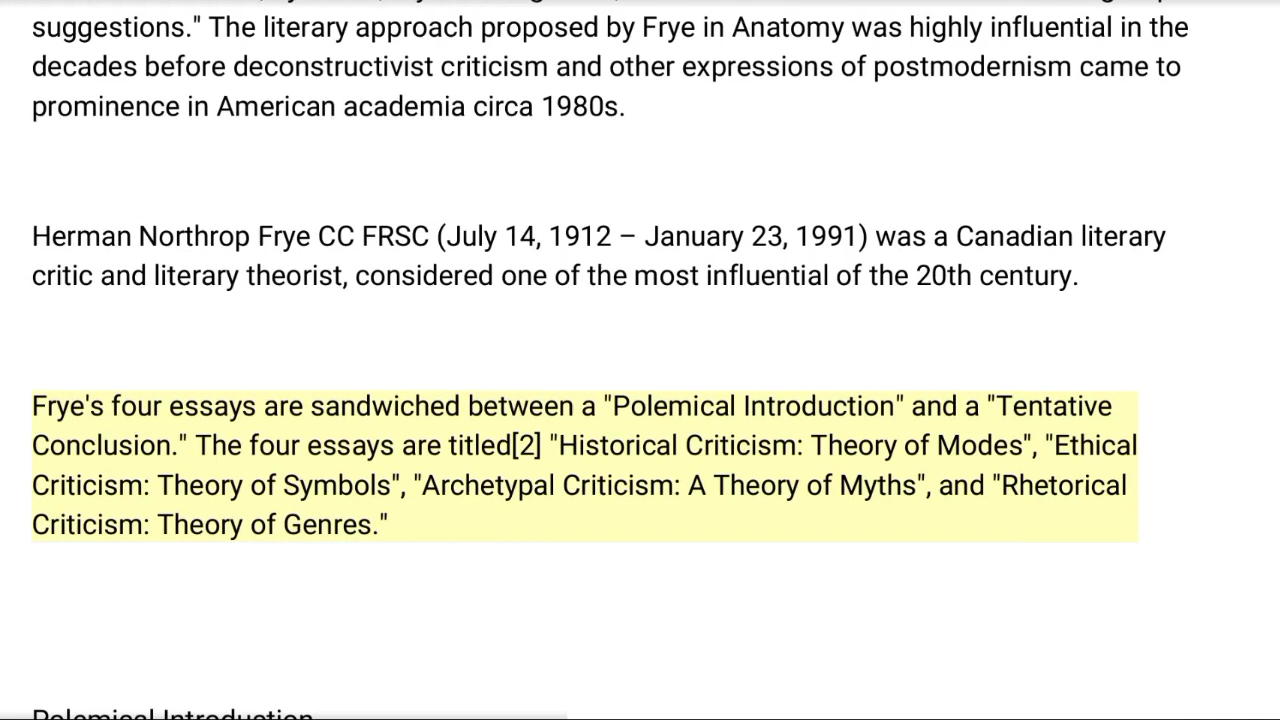 suggestions." The literary approach proposed by Frye in Anatomy was highly influential in the
decades before deconstructivist criticism and other expressions of postmodernism came to
prominence in American academia circa 1980s.
Herman Northrop Frye CC FRSC (July 14, 1912 – January 23, 1991) was a Canadian literary
critic and literary theorist, considered one of the most influential of the 20th century.
Frye's four essays are sandwiched between a "Polemical Introduction" and a "Tentative
Conclusion." The four essays are titled[2] "Historical Criticism: Theory of Modes", "Ethical
Criticism: Theory of Symbols", "Archetypal Criticism: A Theory of Myths", and "Rhetorical
Criticism: Theory of Genres."
Polemical Introduction